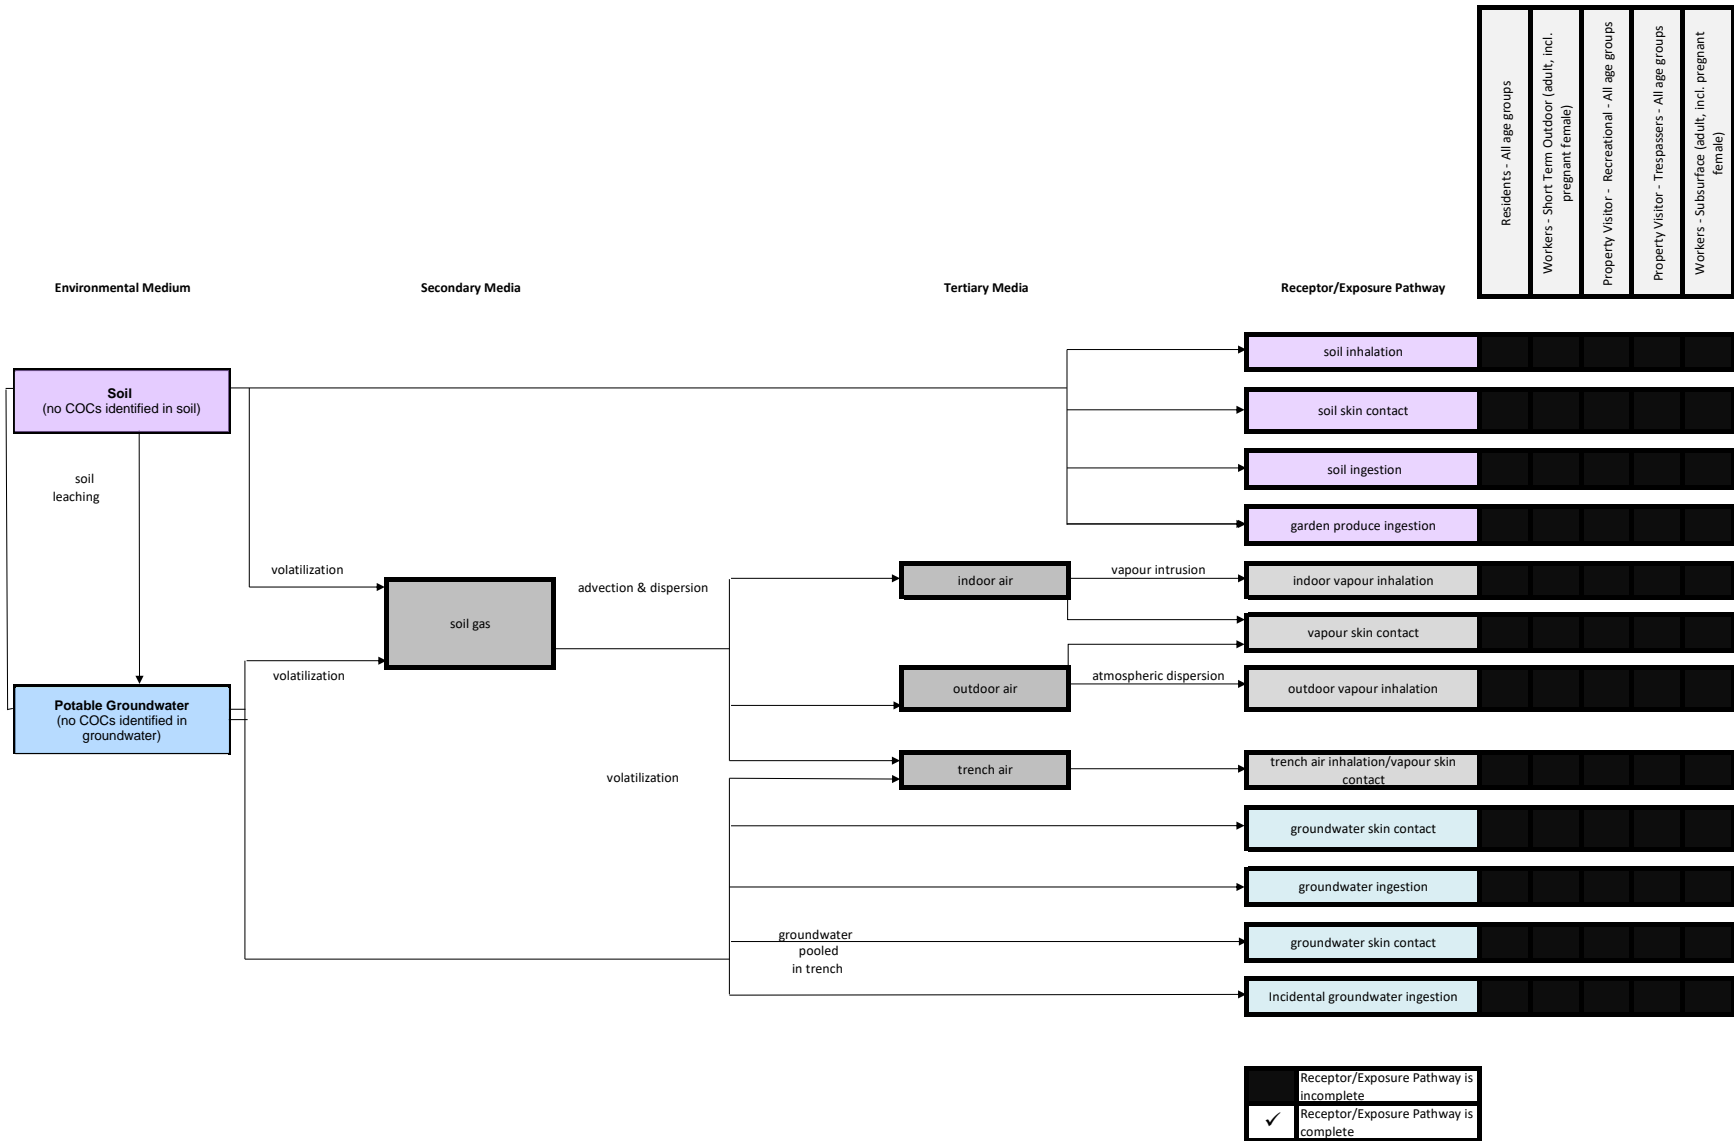 Residents - All age groups
Workers - Short Term Outdoor (adult, incl.
pregnant female)
Property Visitor - Recreational - All age groups
Property Visitor - Trespassers - All age groups
Workers - Subsurface (adult, incl. pregnant
female)
Environmental Medium
Secondary Media
Tertiary Media
Receptor/Exposure Pathway
soil inhalation
Soil
(no COCs identified in soil)
soil skin contact
soil ingestion
soil
leaching
garden produce ingestion
volatilization
advection & dispersion
indoor air
vapour intrusion
indoor vapour inhalation
soil gas
vapour skin contact
volatilization
outdoor air
atmospheric dispersion
outdoor vapour inhalation
Potable Groundwater
(no COCs identified in
groundwater)
volatilization
trench air
trench air inhalation/vapour skin
contact
groundwater skin contact
groundwater ingestion
groundwater
pooled
in trench
groundwater skin contact
Incidental groundwater ingestion
Receptor/Exposure Pathway is
incomplete
✓
Receptor/Exposure Pathway is
complete